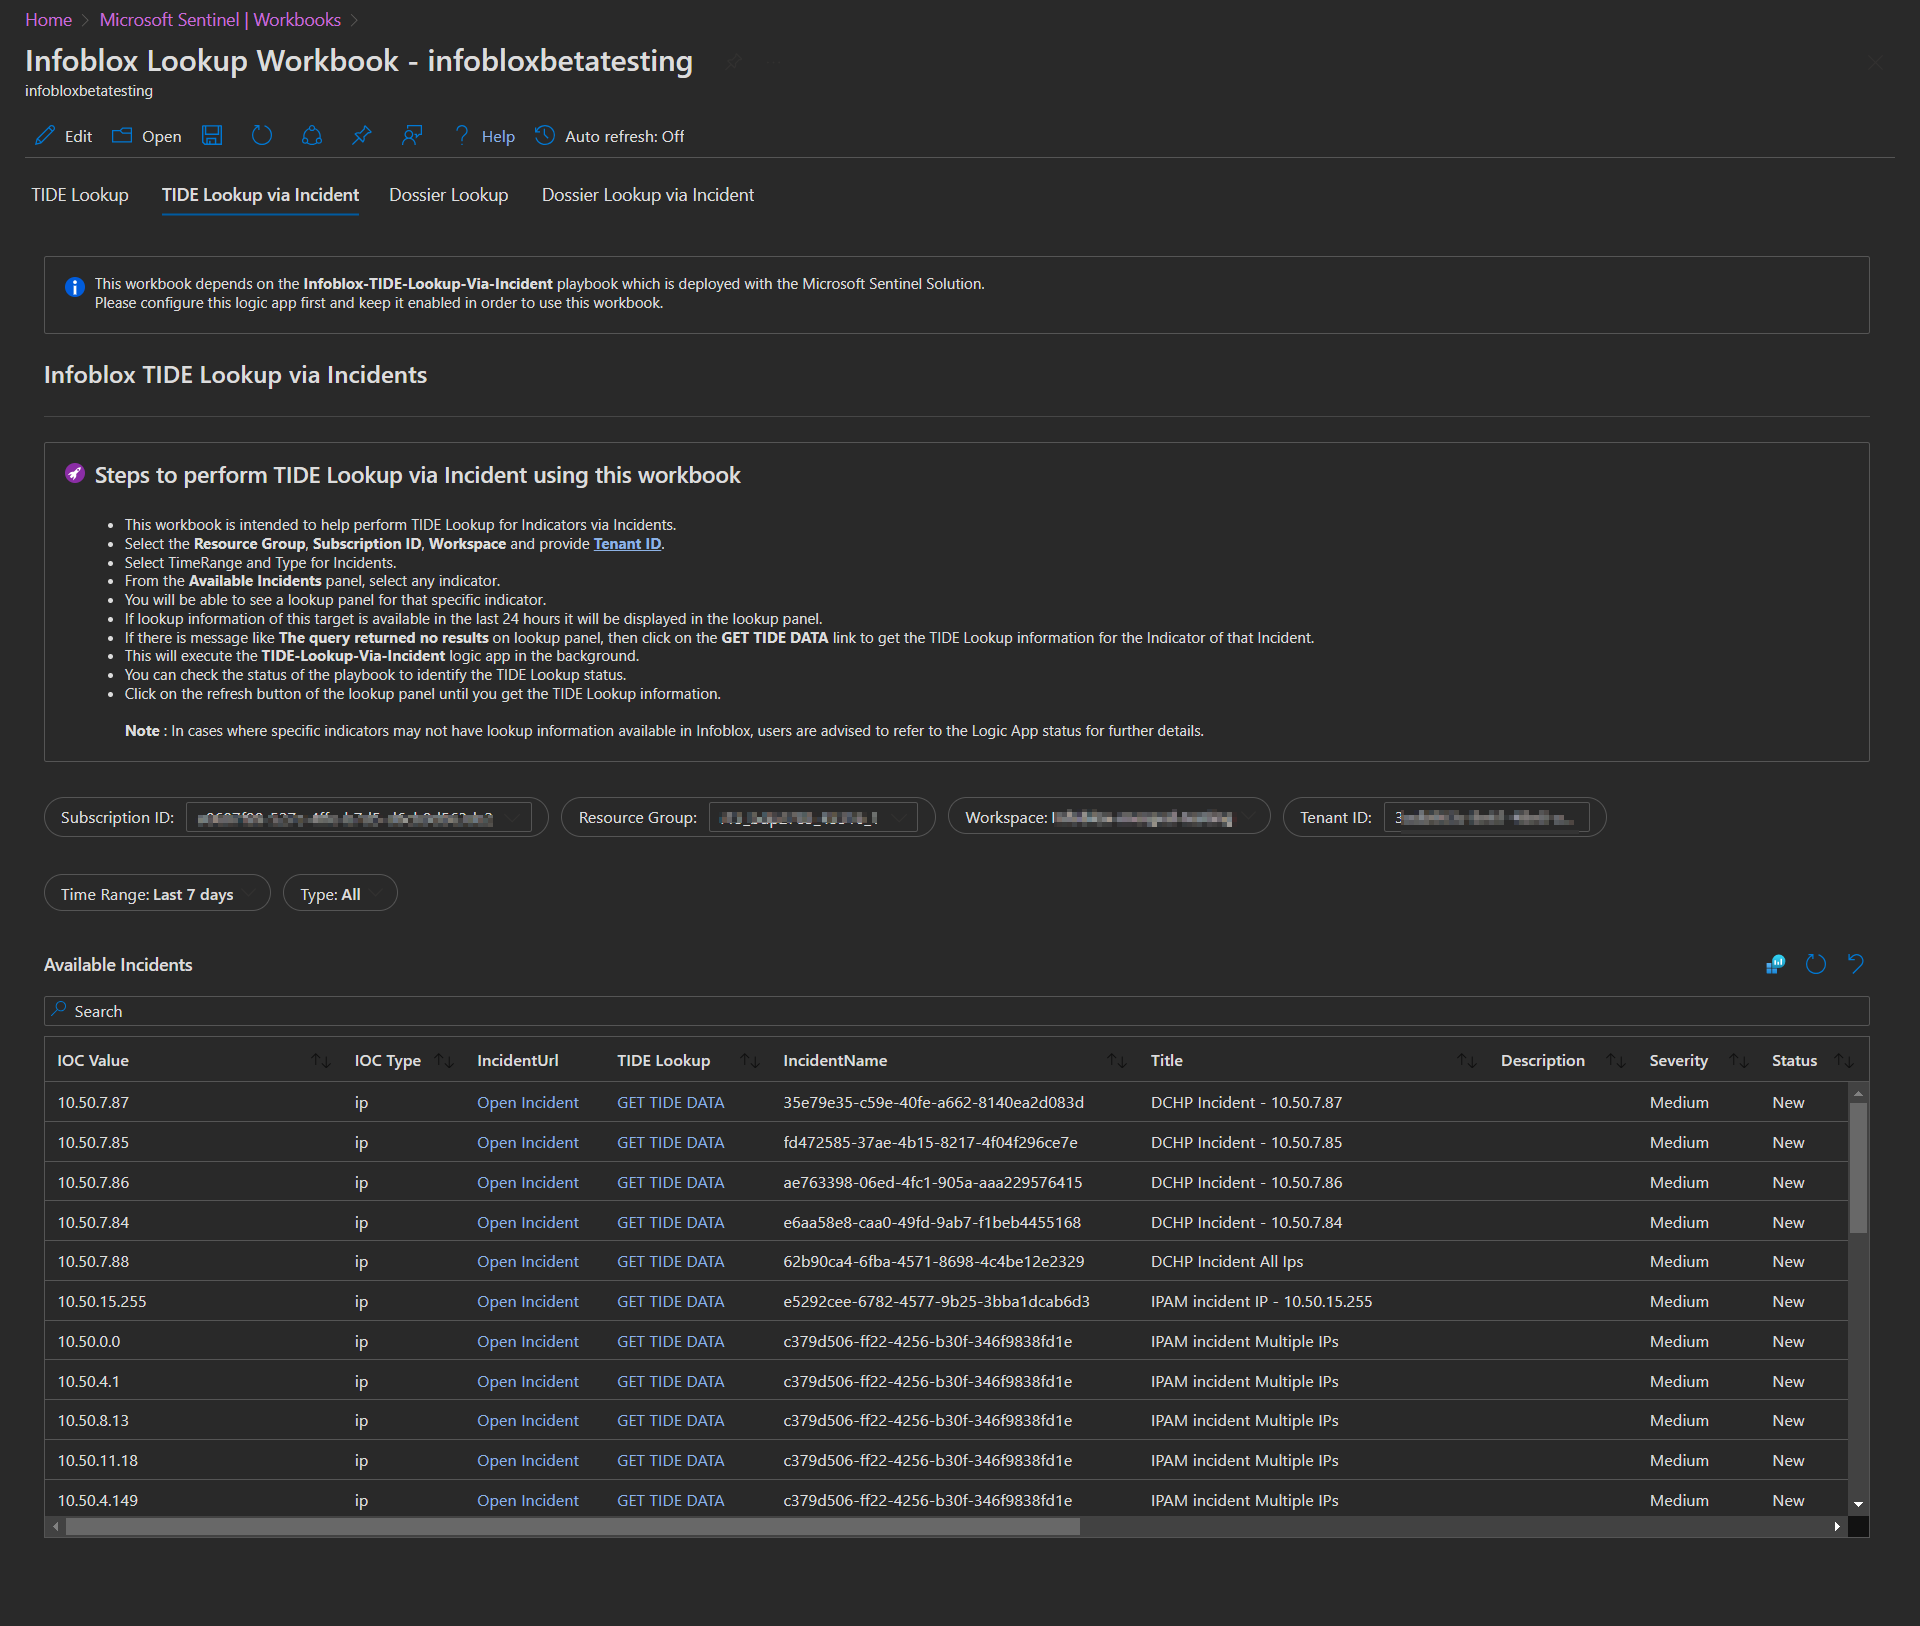 Home > Microsoft Sentinel | Workbooks >
Infoblox Lookup Workbook - infobloxbetatesting
infobloxbetatesting
Edit Open Help Auto refresh: Off
TIDE Lookup TIDE Lookup via Incident Dossier Lookup Dossier Lookup via Incident
This workbook depends on the Infoblox-TIDE-Lookup-Via-Incident playbook which is deployed with the Microsoft Sentinel Solution.
Please configure this logic app first and keep it enabled in order to use this workbook.
Infoblox TIDE Lookup via Incidents
Steps to perform TIDE Lookup via Incident using this workbook
• This workbook is intended to help perform TIDE Lookup for Indicators via Incidents.
• Select the Resource Group, Subscription ID, Workspace and provide Tenant ID.
• Select TimeRange and Type for Incidents.
• From the Available Incidents panel, select any indicator.
• You will be able to see a lookup panel for that specific indicator.
• If lookup information of this target is available in the last 24 hours it will be displayed in the lookup panel.
• If there is message like The query returned no results on lookup panel, then click on the GET TIDE DATA link to get the TIDE Lookup information for the Indicator of that Incident.
• This will execute the TIDE-Lookup-Via-Incident logic app in the background.
• You can check the status of the playbook to identify the TIDE Lookup status.
• Click on the refresh button of the lookup panel until you get the TIDE Lookup information.
Note : In cases where specific indicators may not have lookup information available in Infoblox, users are advised to refer to the Logic App status for further details.
Subscription ID: Resource Group: Workspace: Tenant ID:
Time Range: Last 7 days Type: All
Available Incidents
Search
IOC Value IOC Type IncidentUrl TIDE Lookup IncidentName Title Description Severity Status
10.50.7.87 ip Open Incident GET TIDE DATA 35e79e35-c59e-40fe-a662-8140ea2d083d DCHP Incident - 10.50.7.87 Medium New
10.50.7.85 ip Open Incident GET TIDE DATA fd472585-37ae-4b15-8217-4f04f296ce7e DCHP Incident - 10.50.7.85 Medium New
10.50.7.86 ip Open Incident GET TIDE DATA ae763398-06ed-4fc1-905a-aaa229576415 DCHP Incident - 10.50.7.86 Medium New
10.50.7.84 ip Open Incident GET TIDE DATA e6aa58e8-caa0-49fd-9ab7-f1beb4455168 DCHP Incident - 10.50.7.84 Medium New
10.50.7.88 ip Open Incident GET TIDE DATA 62b90ca4-6fba-4571-8698-4c4be12e2329 DCHP Incident All Ips Medium New
10.50.15.255 ip Open Incident GET TIDE DATA e5292cee-6782-4577-9b25-3bba1dcab6d3 IPAM incident IP - 10.50.15.255 Medium New
10.50.0.0 ip Open Incident GET TIDE DATA c379d506-ff22-4256-b30f-346f9838fd1e IPAM incident Multiple IPs Medium New
10.50.4.1 ip Open Incident GET TIDE DATA c379d506-ff22-4256-b30f-346f9838fd1e IPAM incident Multiple IPs Medium New
10.50.8.13 ip Open Incident GET TIDE DATA c379d506-ff22-4256-b30f-346f9838fd1e IPAM incident Multiple IPs Medium New
10.50.11.18 ip Open Incident GET TIDE DATA c379d506-ff22-4256-b30f-346f9838fd1e IPAM incident Multiple IPs Medium New
10.50.4.149 ip Open Incident GET TIDE DATA c379d506-ff22-4256-b30f-346f9838fd1e IPAM incident Multiple IPs Medium New